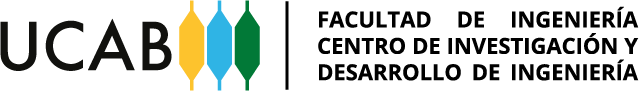 UCAB
FACULTAD DE INGENIERÍA
CENTRO DE INVESTIGACIÓN Y
DESARROLLO DE INGENIERÍA